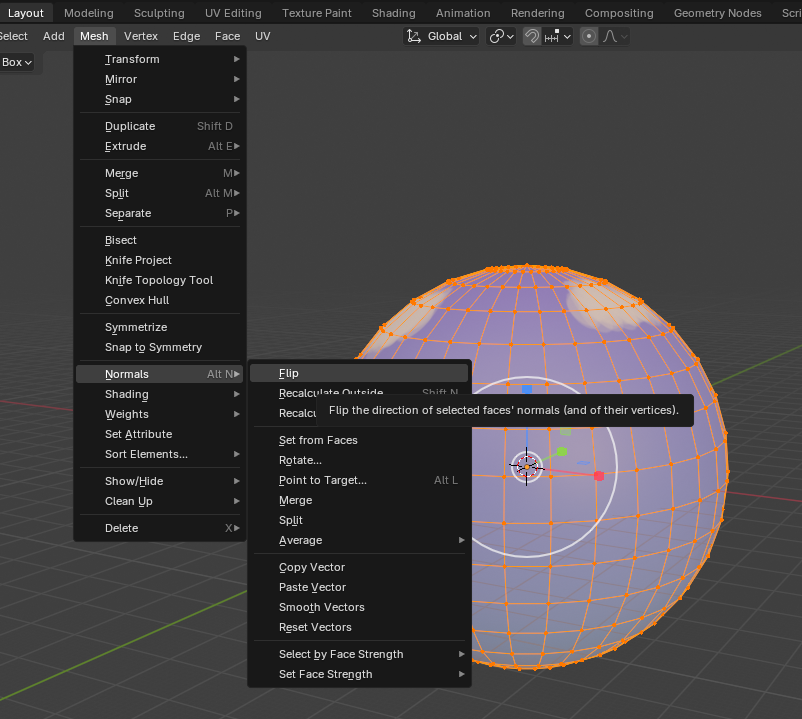 Layout Modeling Sculpting UV Editing Texture Paint Shading Animation Rendering Compositing Geometry Nodes Scri
Select Add Mesh Vertex Edge Face UV Global
Box
Transform
Mirror
Snap
Duplicate Shift D
Extrude Alt E
Merge M
Split Alt M
Separate P
Bisect
Knife Project
Knife Topology Tool
Convex Hull
Symmetrize
Snap to Symmetry
Normals Alt N
Shading
Weights
Set Attribute
Sort Elements...
Show/Hide
Clean Up
Delete X
Flip
Recalculate Outside Shift N
Recalcu
Flip the direction of selected faces' normals (and of their vertices).
Set from Faces
Rotate...
Point to Target... Alt L
Merge
Split
Average
Copy Vector
Paste Vector
Smooth Vectors
Reset Vectors
Select by Face Strength
Set Face Strength